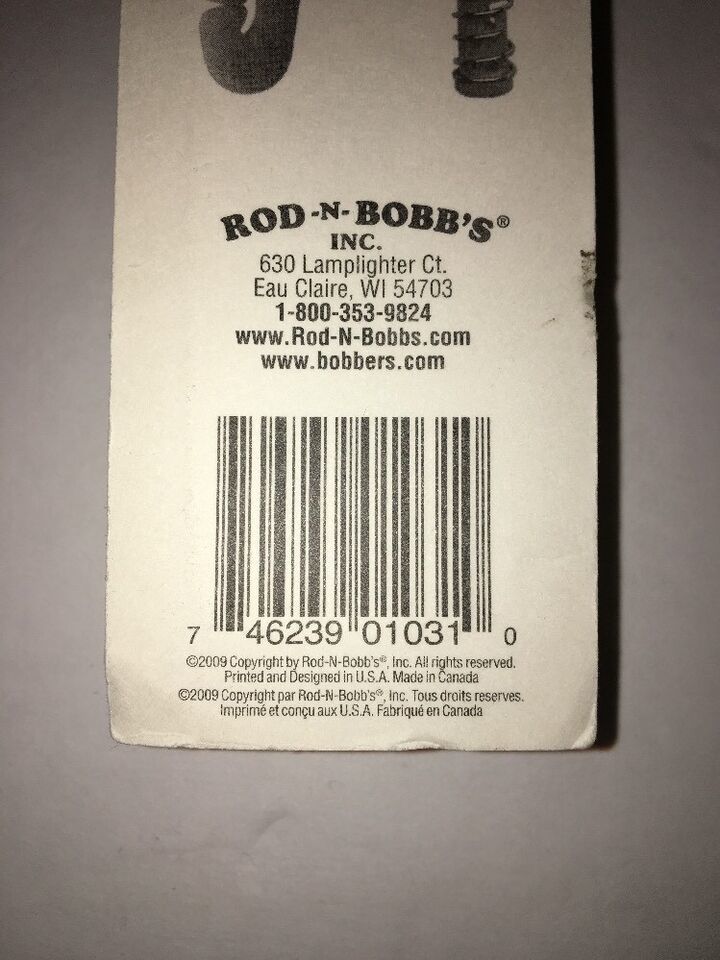 ROD-N-BOBB'S®
INC.
630 Lamplighter Ct.
Eau Claire, WI 54703
1-800-353-9824
www.Rod-N-Bobbs.com
www.bobbers.com
7 46239 01031 0
©2009 Copyright by Rod-N-Bobb's®, Inc. All rights reserved.
Printed and Designed in U.S.A. Made in Canada
©2009 Copyright par Rod-N-Bobb's®, Inc. Tous droits reserves.
Imprimé et conçu aux U.S.A. Fabriqué en Canada